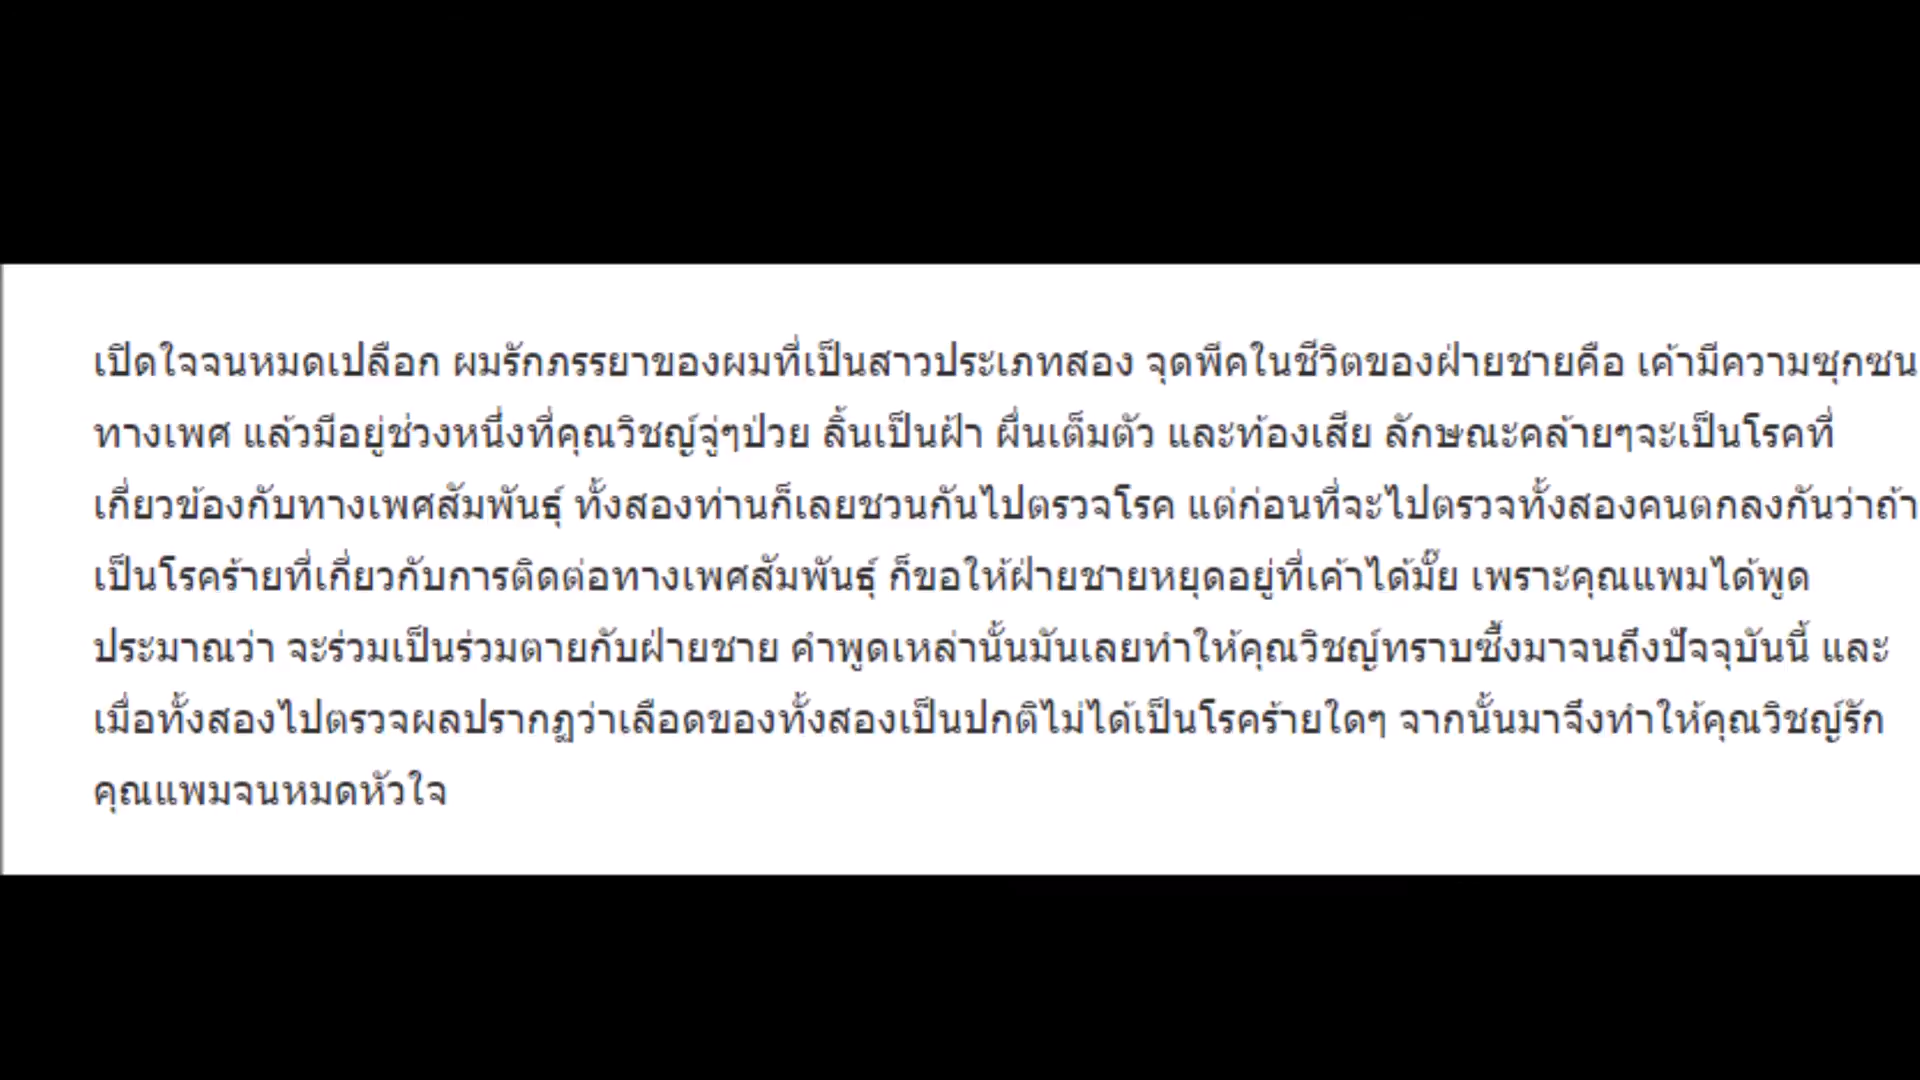 เปิดใจจนหมดเปลือก ผมรักภรรยาของผมที่เป็นสาวประเภทสอง จุดพีคในชีวิตของฝ่ายชายคือ เค้ามีความซุกซน
ทางเพศ แล้วมีอยู่ช่วงหนึ่งที่คุณวิชญ์จู่ๆป่วย ลิ้นเป็นฝ้า ผื่นเต็มตัว และท้องเสีย ลักษณะคล้ายๆจะเป็นโรคที่
เกี่ยวข้องกับทางเพศสัมพันธุ์ ทั้งสองท่านก็เลยชวนกันไปตรวจโรค แต่ก่อนที่จะไปตรวจทั้งสองคนตกลงกันว่าถ้า
เป็นโรคร้ายที่เกี่ยวกับการติดต่อทางเพศสัมพันธุ์ ก็ขอให้ฝ่ายชายหยุดอยู่ที่เค้าได้มั๊ย เพราะคุณแพมได้พูด
ประมาณว่า จะร่วมเป็นร่วมตายกับฝ่ายชาย คำพูดเหล่านั้นมันเลยทำให้คุณวิชญ์ทราบซึ้งมาจนถึงปัจจุบันนี้ และ
เมื่อทั้งสองไปตรวจผลปรากฏว่าเลือดของทั้งสองเป็นปกติไม่ได้เป็นโรคร้ายใดๆ จากนั้นมาจึงทำให้คุณวิชญ์รัก
คุณแพมจนหมดหัวใจ